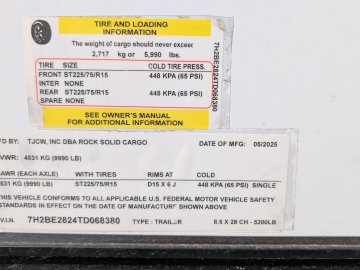 TIRE AND LOADING
INFORMATION
The weight of cargo should never exceed
2,717 kg or 5,990 lbs.
TIRE SIZE COLD TIRE PRESS.
FRONT ST225/75/R15 448 KPA (65 PSI)
INTER NONE
REAR ST225/75/R15 448 KPA (65 PSI)
SPARE NONE
SEE OWNER'S MANUAL
FOR ADDITIONAL INFORMATION
7H2BE2824TD068380
FD BY: TJCW, INC DBA ROCK SOLID CARGO DATE OF MFG: 05/2025
VWR: 4531 KG (9990 LB)
AWR (EACH AXLE) WITH TIRES RIMS AT COLD
531 KG (9990 LB) ST225/75/R15 D15 X 6 J 448 KPA (65 PSI) SINGLE
THIS VEHICLE CONFORMS TO ALL APPLICABLE U.S. FEDERAL MOTOR VEHICLE SAFETY
STANDARDS IN EFFECT ON THE DATE OF MANUFACTURE SHOWN ABOVE
V.I.N. 7H2BE2824TD068380 TYPE : TRAILER 8.5 X 28 CH - 5200LB